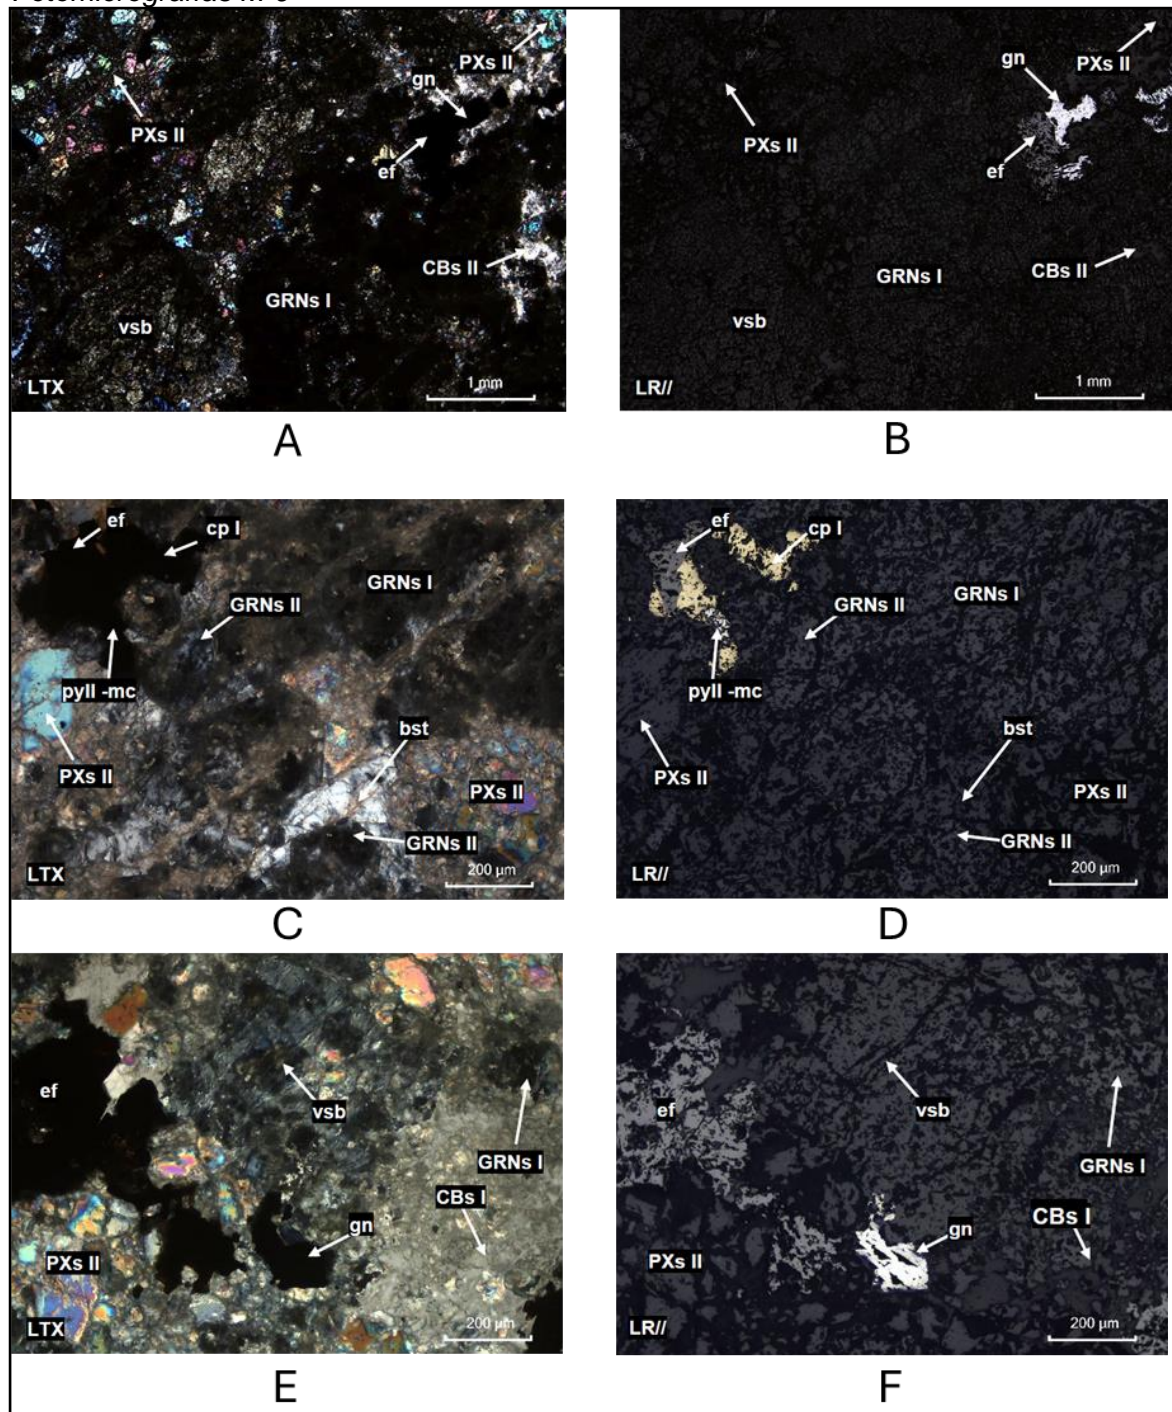 PXs II
gn
PXs II
ef
CBs II
GRNs I
vsb
LTX
1 mm
A
PXs II
gn
PXs II
ef
CBs II
GRNs I
vsb
LR//
1 mm
B
ef
cp I
GRNs I
GRNs II
pyII -mc
bst
PXs II
PXs II
GRNs II
LTX
200 µm
C
ef
cp I
GRNs I
GRNs II
pyII -mc
bst
PXs II
PXs II
GRNs II
LR//
200 µm
D
ef
vsb
GRNs I
CBs I
gn
PXs II
LTX
200 µm
E
ef
vsb
GRNs I
CBs I
gn
PXs II
LR//
200 µm
F